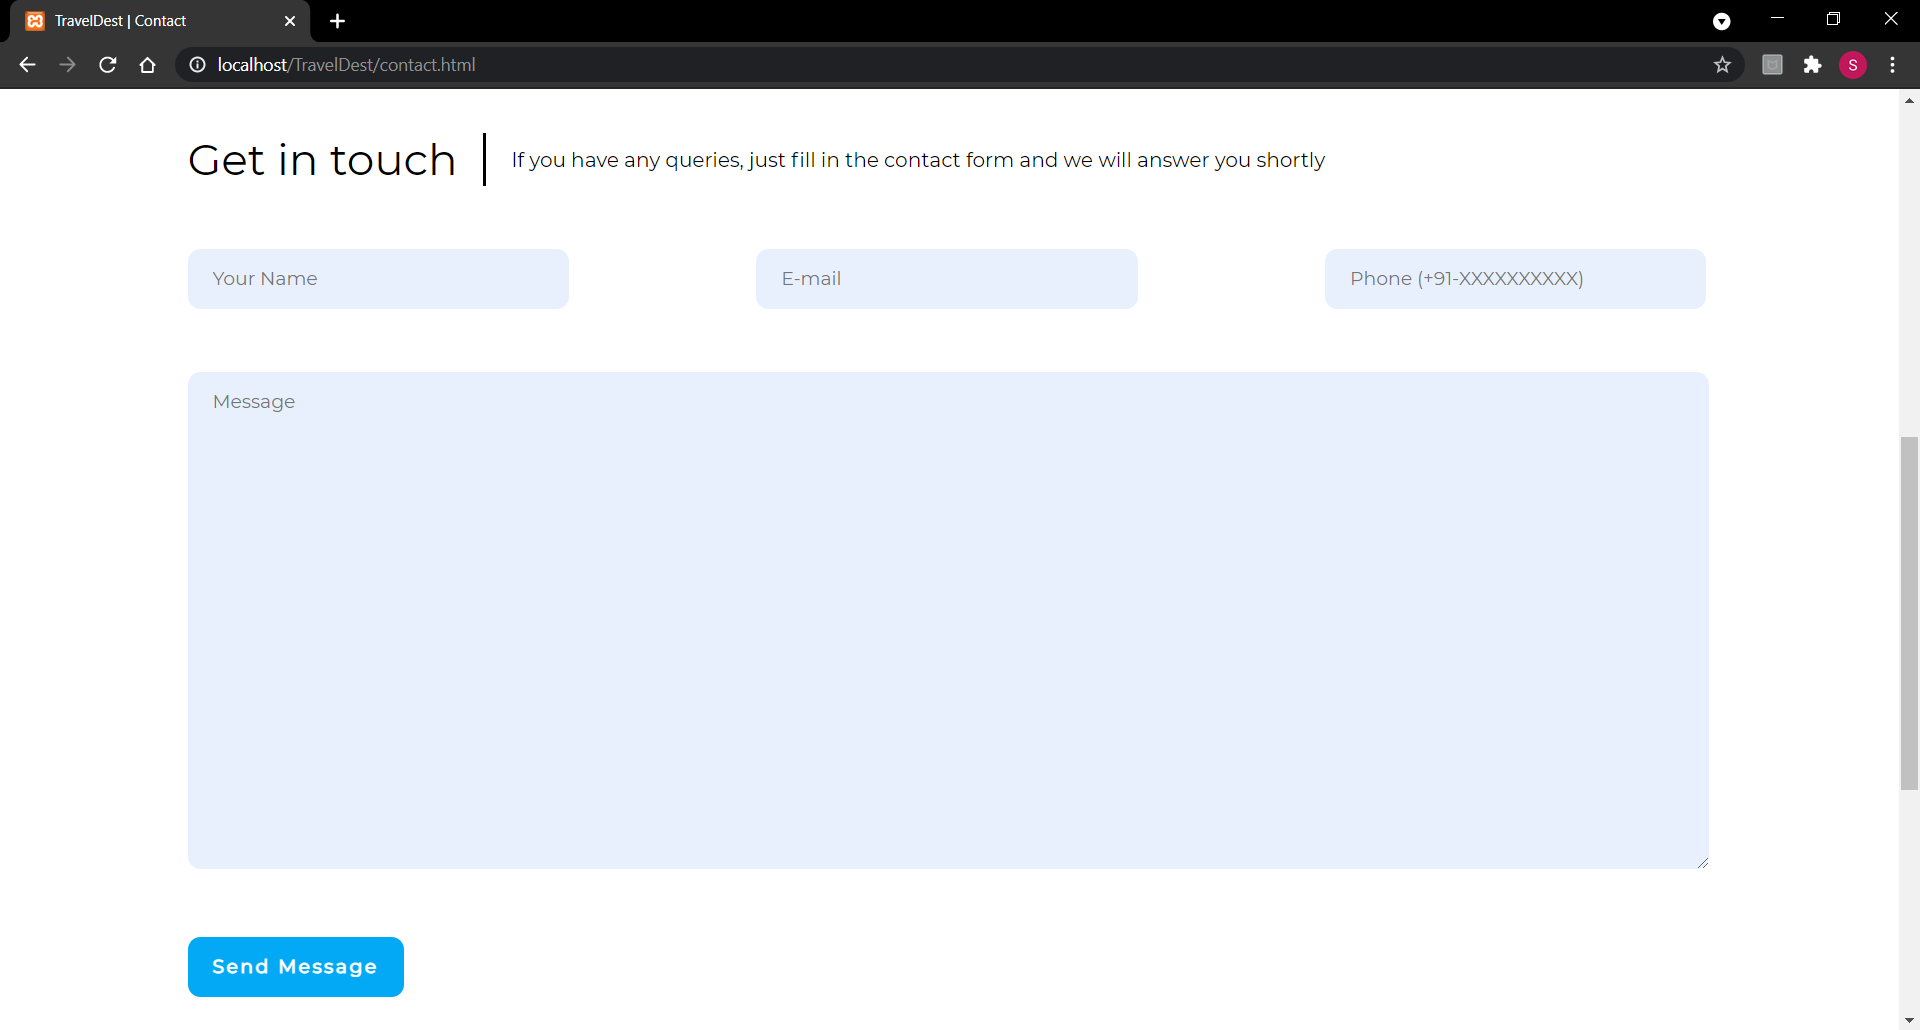 TravelDest | Contact
localhost/TravelDest/contact.html
S
Get in touch
If you have any queries, just fill in the contact form and we will answer you shortly
Your Name
E-mail
Phone (+91-XXXXXXXXXX)
Message
Send Message